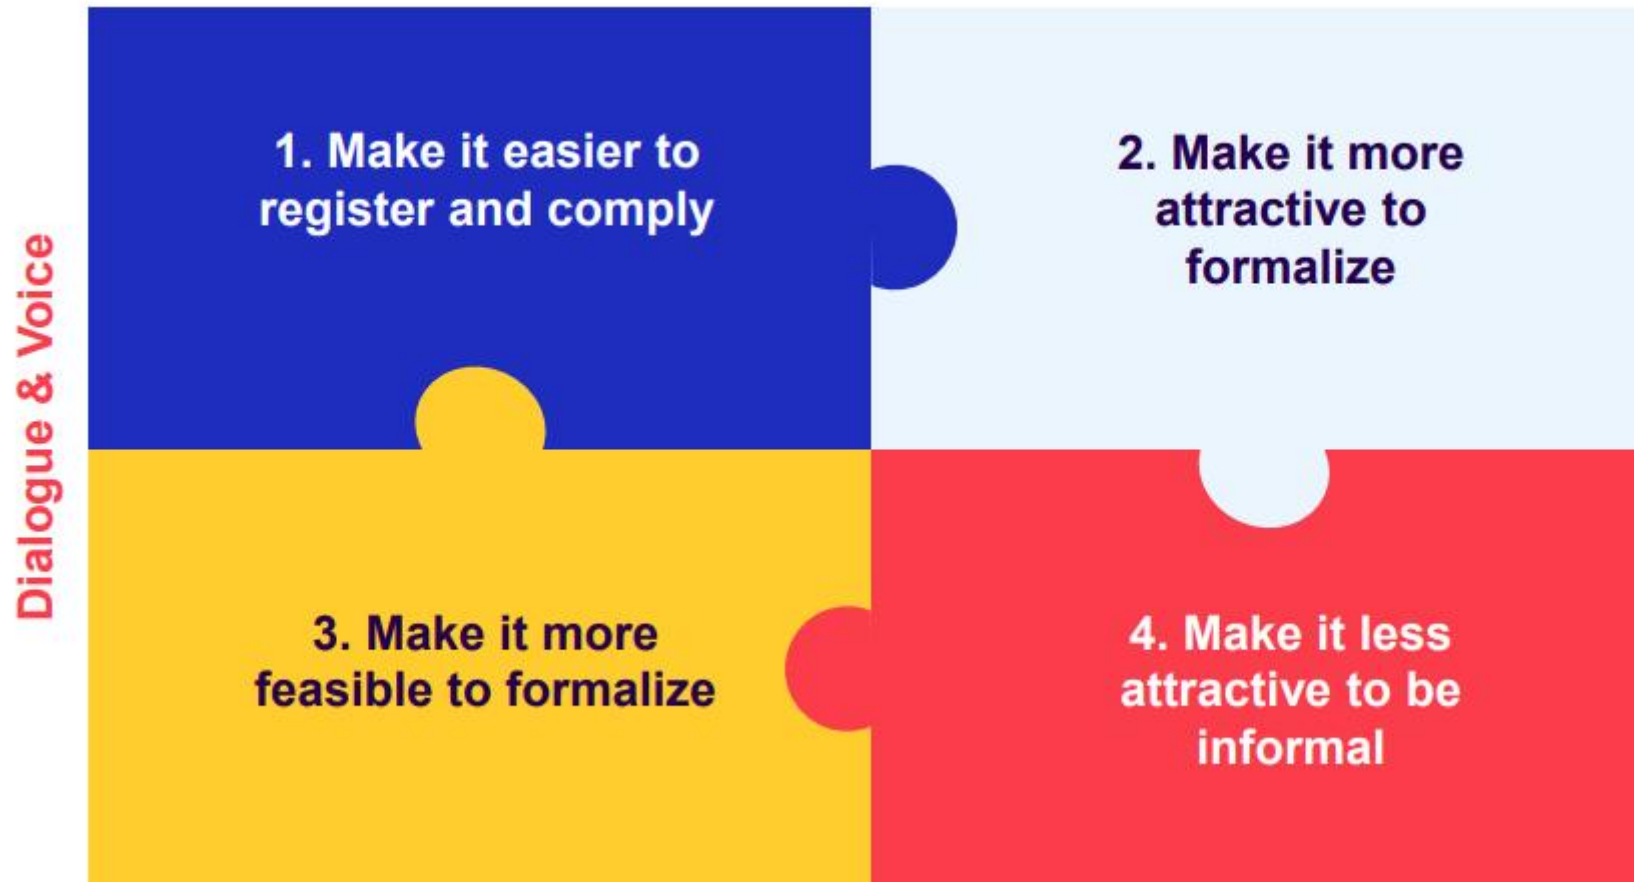 Dialogue & Voice
1. Make it easier to
register and comply
2. Make it more
attractive to
formalize
3. Make it more
feasible to formalize
4. Make it less
attractive to be
informal